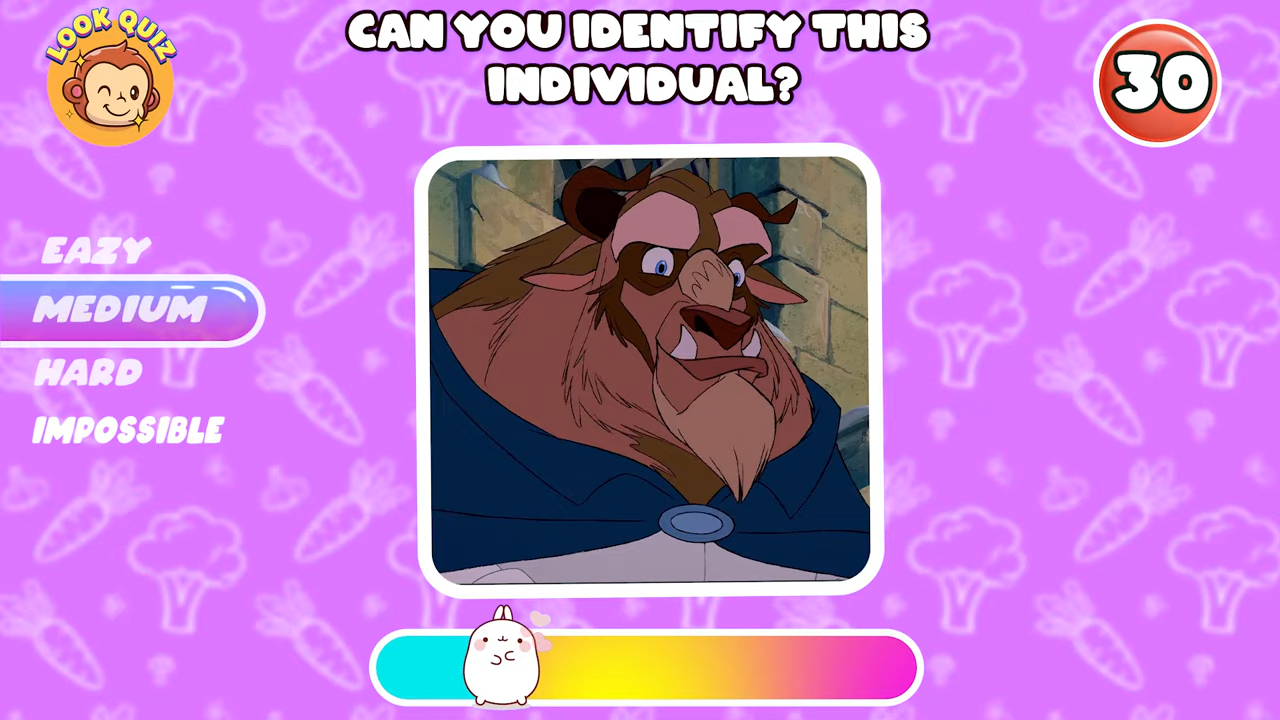 LOOK QUIZ
CAN YOU IDENTIFY THIS
INDIVIDUAL?
30
EAZY
MEDIUM
HARD
IMPOSSIBLE